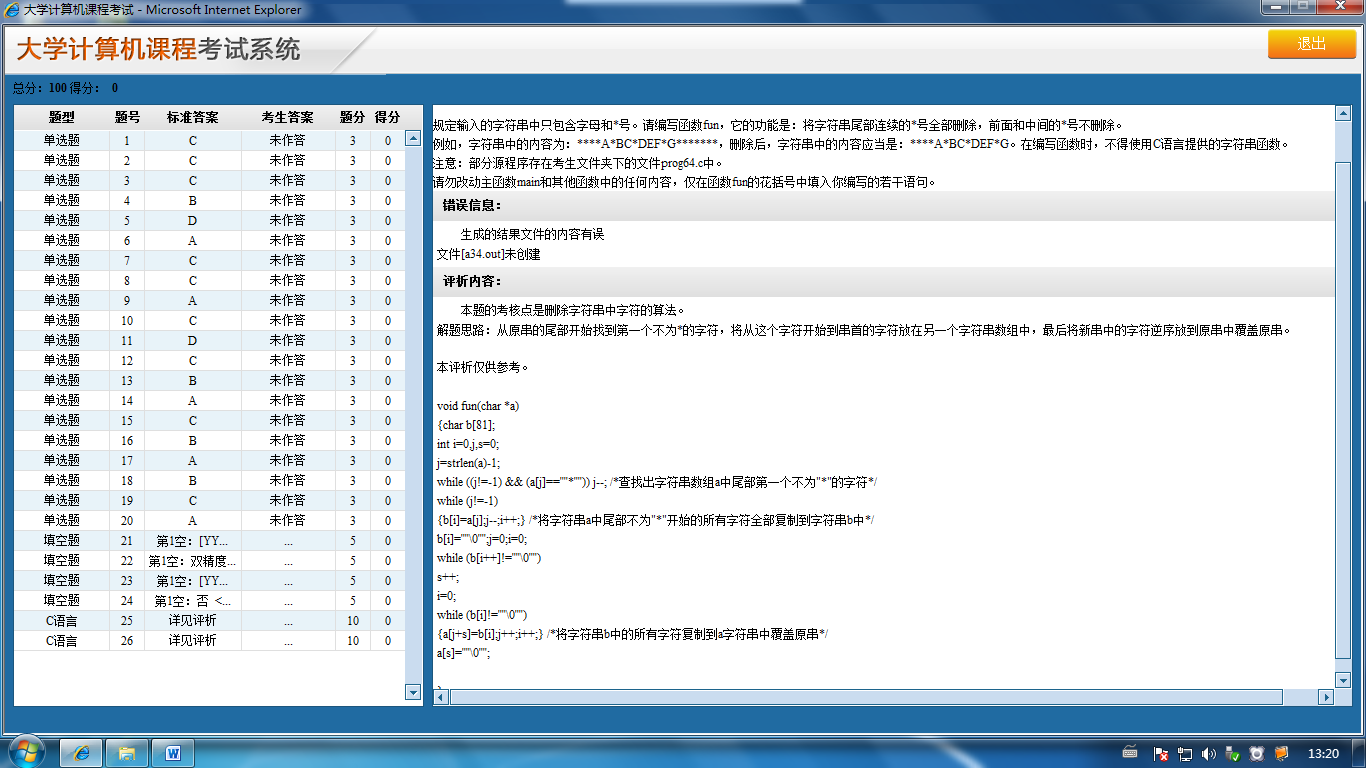 大学计算机课程考试 - Microsoft Internet Explorer
大学计算机课程考试系统
退出
总分：100 得分： 0
题型 题号 标准答案 考生答案 题分 得分
单选题 1 C 未作答 3 0
单选题 2 C 未作答 3 0
单选题 3 C 未作答 3 0
单选题 4 B 未作答 3 0
单选题 5 D 未作答 3 0
单选题 6 A 未作答 3 0
单选题 7 C 未作答 3 0
单选题 8 C 未作答 3 0
单选题 9 A 未作答 3 0
单选题 10 C 未作答 3 0
单选题 11 D 未作答 3 0
单选题 12 C 未作答 3 0
单选题 13 B 未作答 3 0
单选题 14 A 未作答 3 0
单选题 15 C 未作答 3 0
单选题 16 B 未作答 3 0
单选题 17 A 未作答 3 0
单选题 18 B 未作答 3 0
单选题 19 C 未作答 3 0
单选题 20 A 未作答 3 0
填空题 21 第1空：[YY... ... 5 0
填空题 22 第1空：双精度... ... 5 0
填空题 23 第1空：[YY... ... 5 0
填空题 24 第1空：否 <... ... 5 0
C语言 25 详见评析 ... 10 0
C语言 26 详见评析 ... 10 0
规定输入的字符串中只包含字母和*号。请编写函数fun，它的功能是：将字符串尾部连续的*号全部删除，前面和中间的*号不删除。
例如，字符串中的内容为：****A*BC*DEF*G*******，删除后，字符串中的内容应当是：****A*BC*DEF*G。在编写函数时，不得使用C语言提供的字符串函数。
注意：部分源程序存在考生文件夹下的文件prog64.c中。
请勿改动主函数main和其他函数中的任何内容，仅在函数fun的花括号中填入你编写的若干语句。
错误信息：
生成的结果文件的内容有误
文件[a34.out]未创建
评析内容：
本题的考核点是删除字符串中字符的算法。
解题思路：从原串的尾部开始找到第一个不为*的字符，将从这个字符开始到串首的字符放在另一个字符串数组中，最后将新串中的字符逆序放到原串中覆盖原串。
本评析仅供参考。
void fun(char *a)
{char b[81];
int i=0,j,s=0;
j=strlen(a)-1;
while ((j!=-1) && (a[j]==""*"")) j--; /*查找出字符串数组a中尾部第一个不为"*"的字符*/
while (j!=-1)
{b[i]=a[j];j--;i++;} /*将字符串a中尾部不为"*"开始的所有字符全部复制到字符串b中*/
b[i]=""\0"";j=0;i=0;
while (b[i++]!=""\0"")
s++;
i=0;
while (b[i]!=""\0"")
{a[j+s]=b[i];j++;i++;} /*将字符串b中的所有字符复制到a字符串中覆盖原串*/
a[s]=""\0"";
13:20